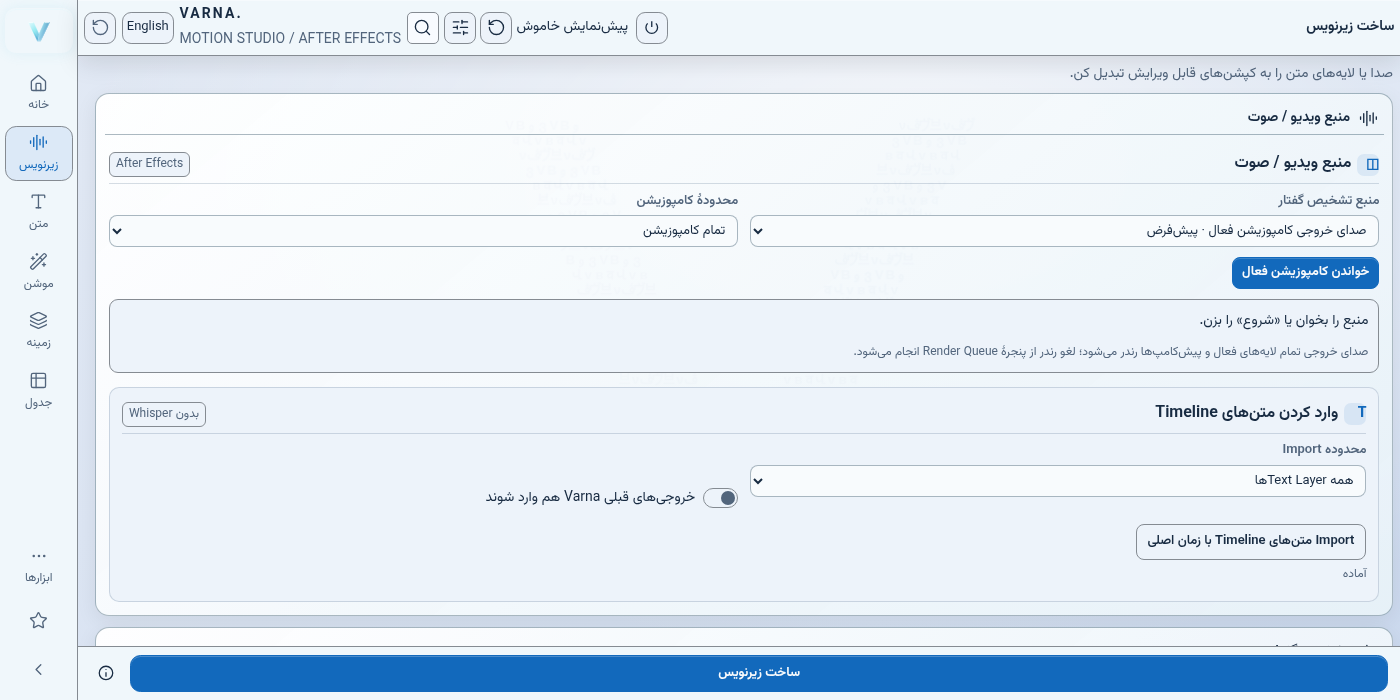 ساخت زیرنویس
پیش‌نمایش خاموش
VARNA.
MOTION STUDIO / AFTER EFFECTS
English
خانه
زیرنویس
متن
موشن
زمینه
جدول
ابزارها
صدا یا لایه‌های متن را به کپشن‌های قابل ویرایش تبدیل کن.
منبع ویدیو / صوت
منبع ویدیو / صوت
After Effects
منبع تشخیص گفتار
محدودهٔ کامپوزیشن
صدای خروجی کامپوزیشن فعال · پیش‌فرض
تمام کامپوزیشن
خواندن کامپوزیشن فعال
منبع را بخوان یا «شروع» را بزن.
صدای خروجی تمام لایه‌های فعال و پیش‌کامپ‌ها رندر می‌شود؛ لغو رندر از پنجرهٔ Render Queue انجام می‌شود.
T
وارد کردن متن‌های Timeline
بدون Whisper
محدوده Import
همه Text Layerها
خروجی‌های قبلی Varna هم وارد شوند
Import متن‌های Timeline با زمان اصلی
آماده
ساخت زیرنویس